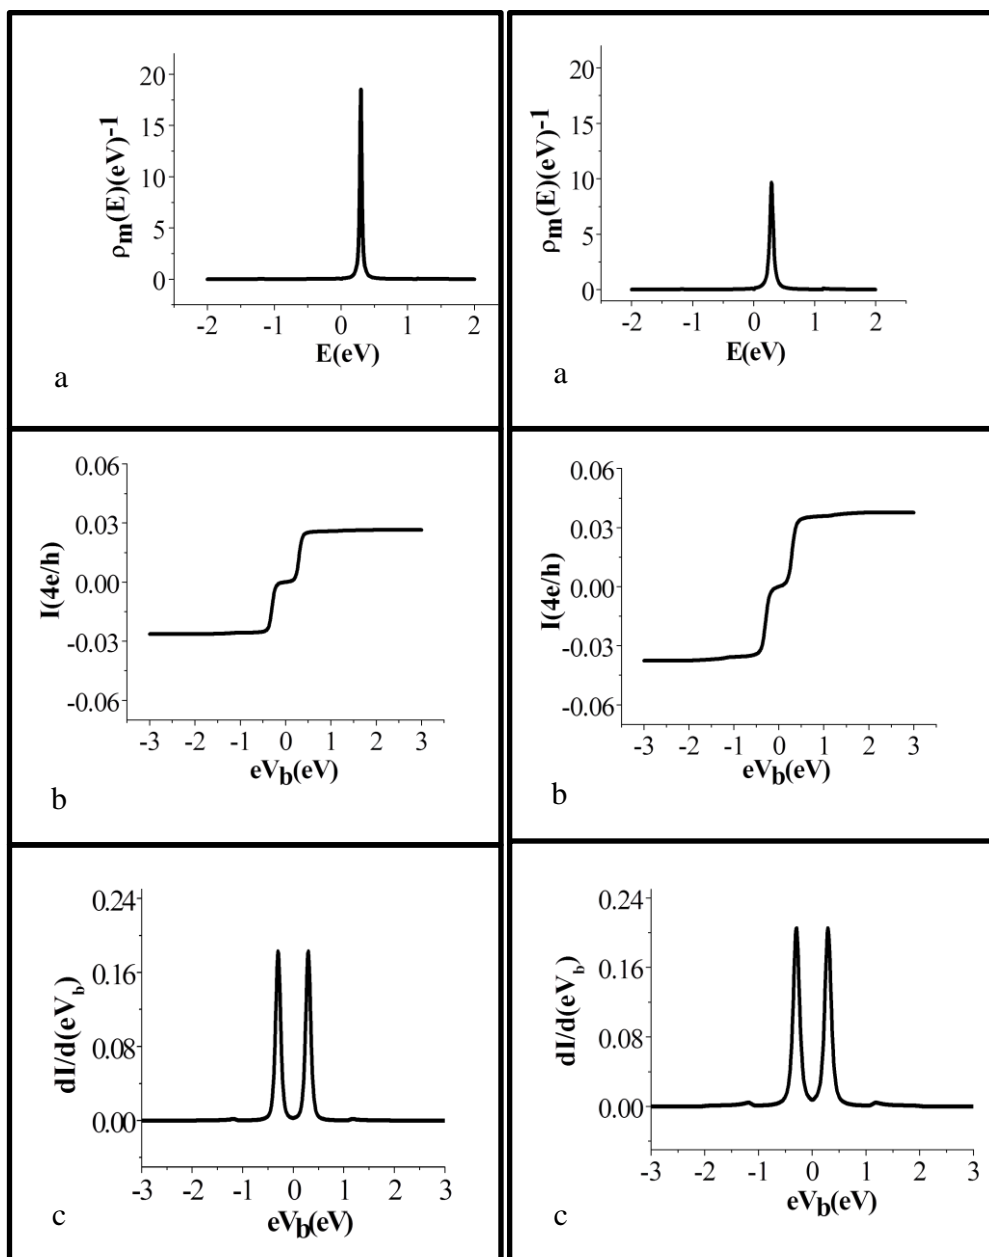 20
15
10
5
0
ρm(E)(eV)-1
-2 -1 0 1 2
E(eV)
a
20
15
10
5
0
ρm(E)(eV)-1
-2 -1 0 1 2
E(eV)
a
0.06
0.03
0.00
-0.03
-0.06
I(4e/h)
-3 -2 -1 0 1 2 3
eVb(eV)
b
0.06
0.03
0.00
-0.03
-0.06
I(4e/h)
-3 -2 -1 0 1 2 3
eVb(eV)
b
0.24
0.16
0.08
0.00
dI/d(eVb)
-3 -2 -1 0 1 2 3
eVb(eV)
c
0.24
0.16
0.08
0.00
dI/d(eVb)
-3 -2 -1 0 1 2 3
eVb(eV)
c